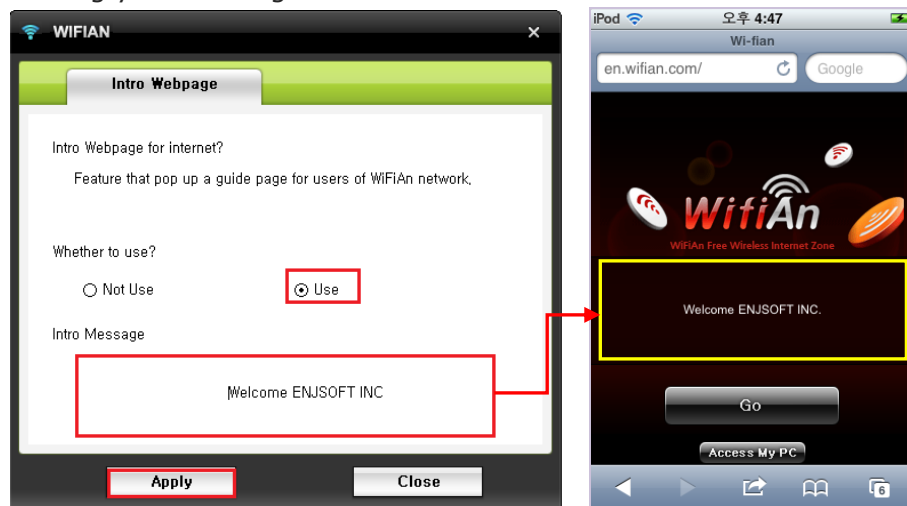 WIFIAN
Intro Webpage
Intro Webpage for internet?
Feature that pop up a guide page for users of WiFiAn network,
Whether to use?
Not Use
Use
Intro Message
Welcome ENJSOFT INC
Apply
Close
iPod 오후 4:47
Wi-fian
en.wifian.com/
Google
WifiAn
WiFiAn Free Wireless Internet Zone
Welcome ENJSOFT INC.
Go
Access My PC
6